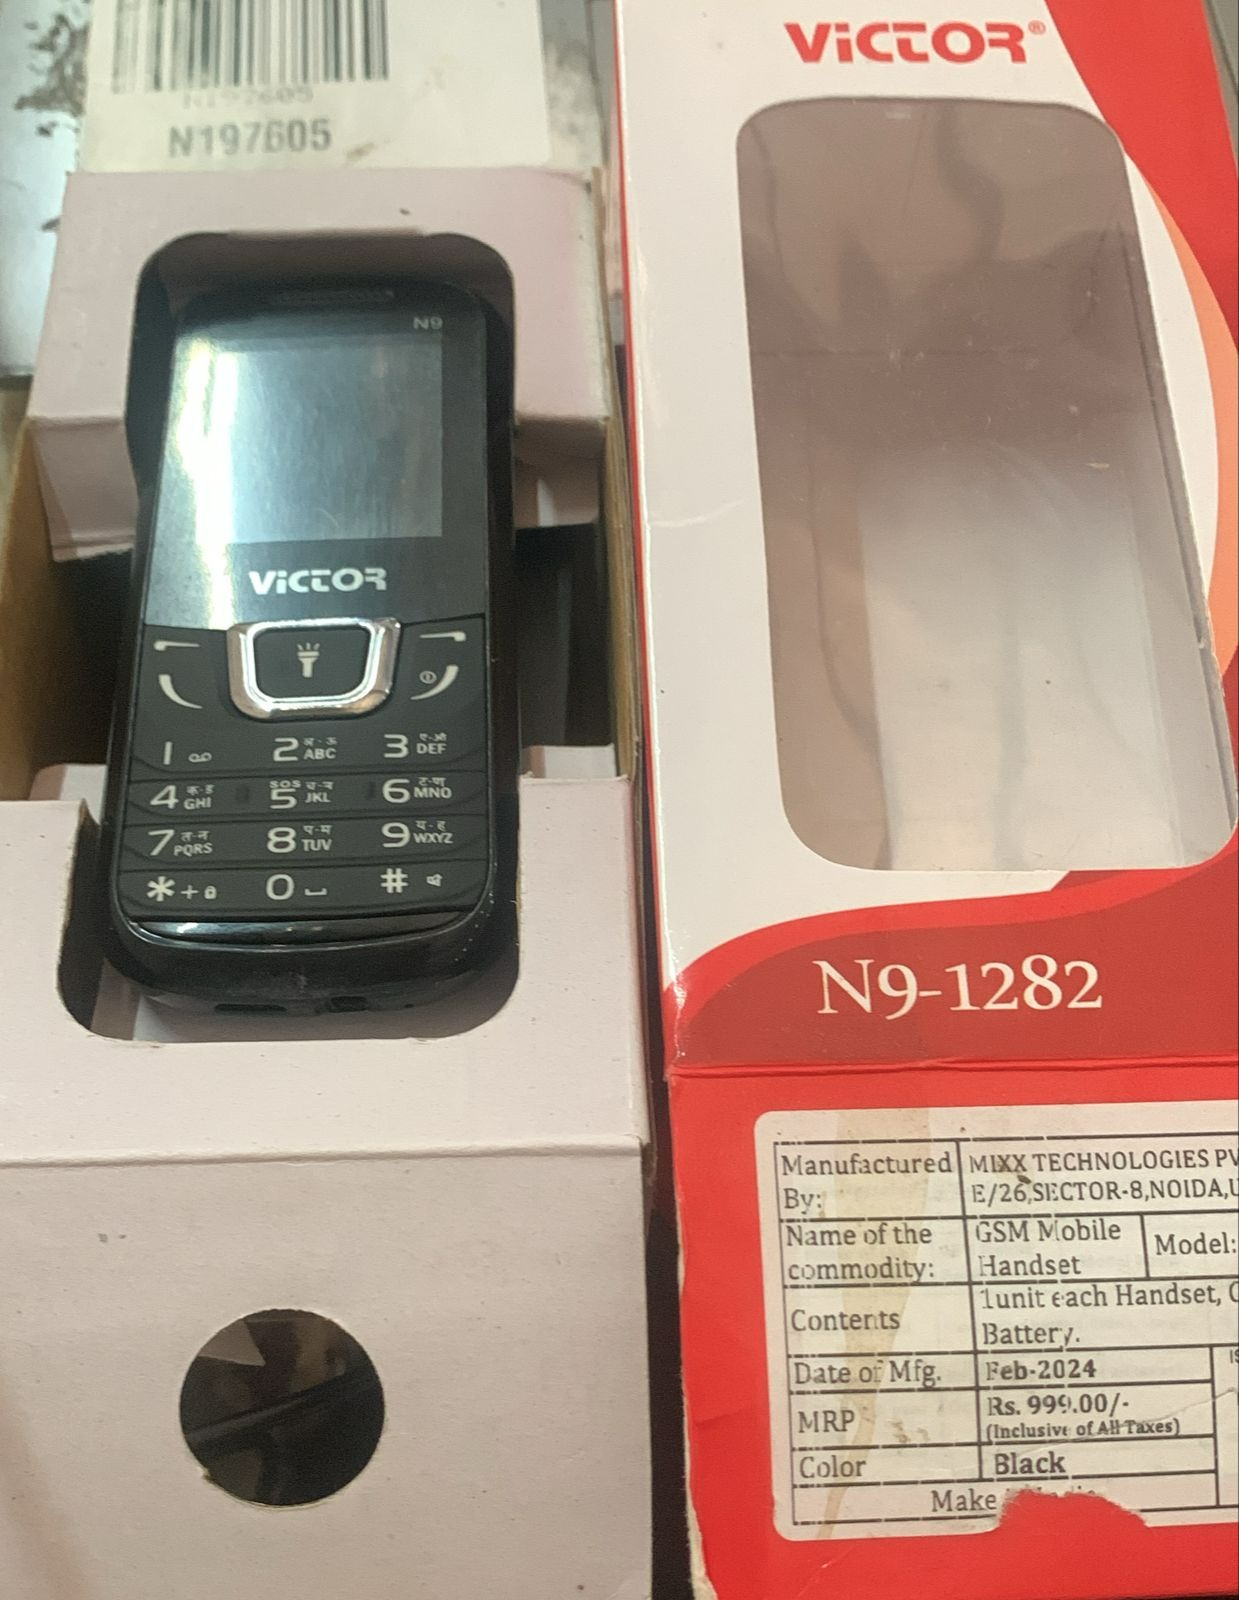 N197605
N197605
N9
ViCTOR
1
2 अ-ऊ ABC
3 ए-औ DEF
4 क-ङ GHI
SOS
5 च-ञ JKL
6 ट-ण MNO
7 त-न PQRS
8 प-म TUV
9 य-ह WXYZ
*+
0
#
ViCTOR®
N9-1282
Manufactured By: MIXX TECHNOLOGIES
E/26,SECTOR-8,NOIDA,
Name of the commodity: GSM Mobile Handset
Model:
Contents 1unit each Handset,
Battery.
Date of Mfg. Feb-2024
MRP Rs. 999.00/-
(Inclusive of All Taxes)
Color Black
Make